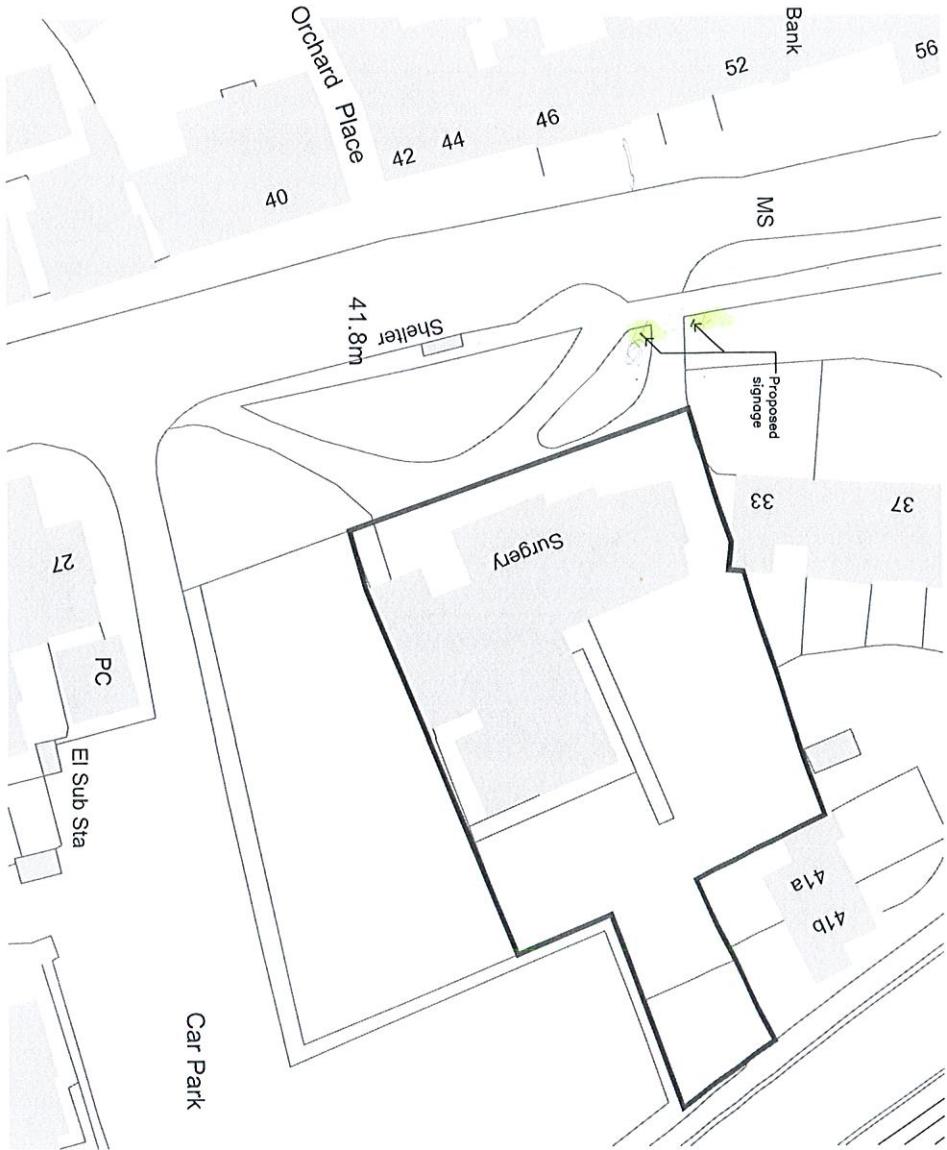 Bank
56
52
46
44
42
Orchard Place
40
MS
41.8m
Shelter
Proposed
signage
33
37
Surgery
27
PC
El Sub Sta
41a
41b
Car Park